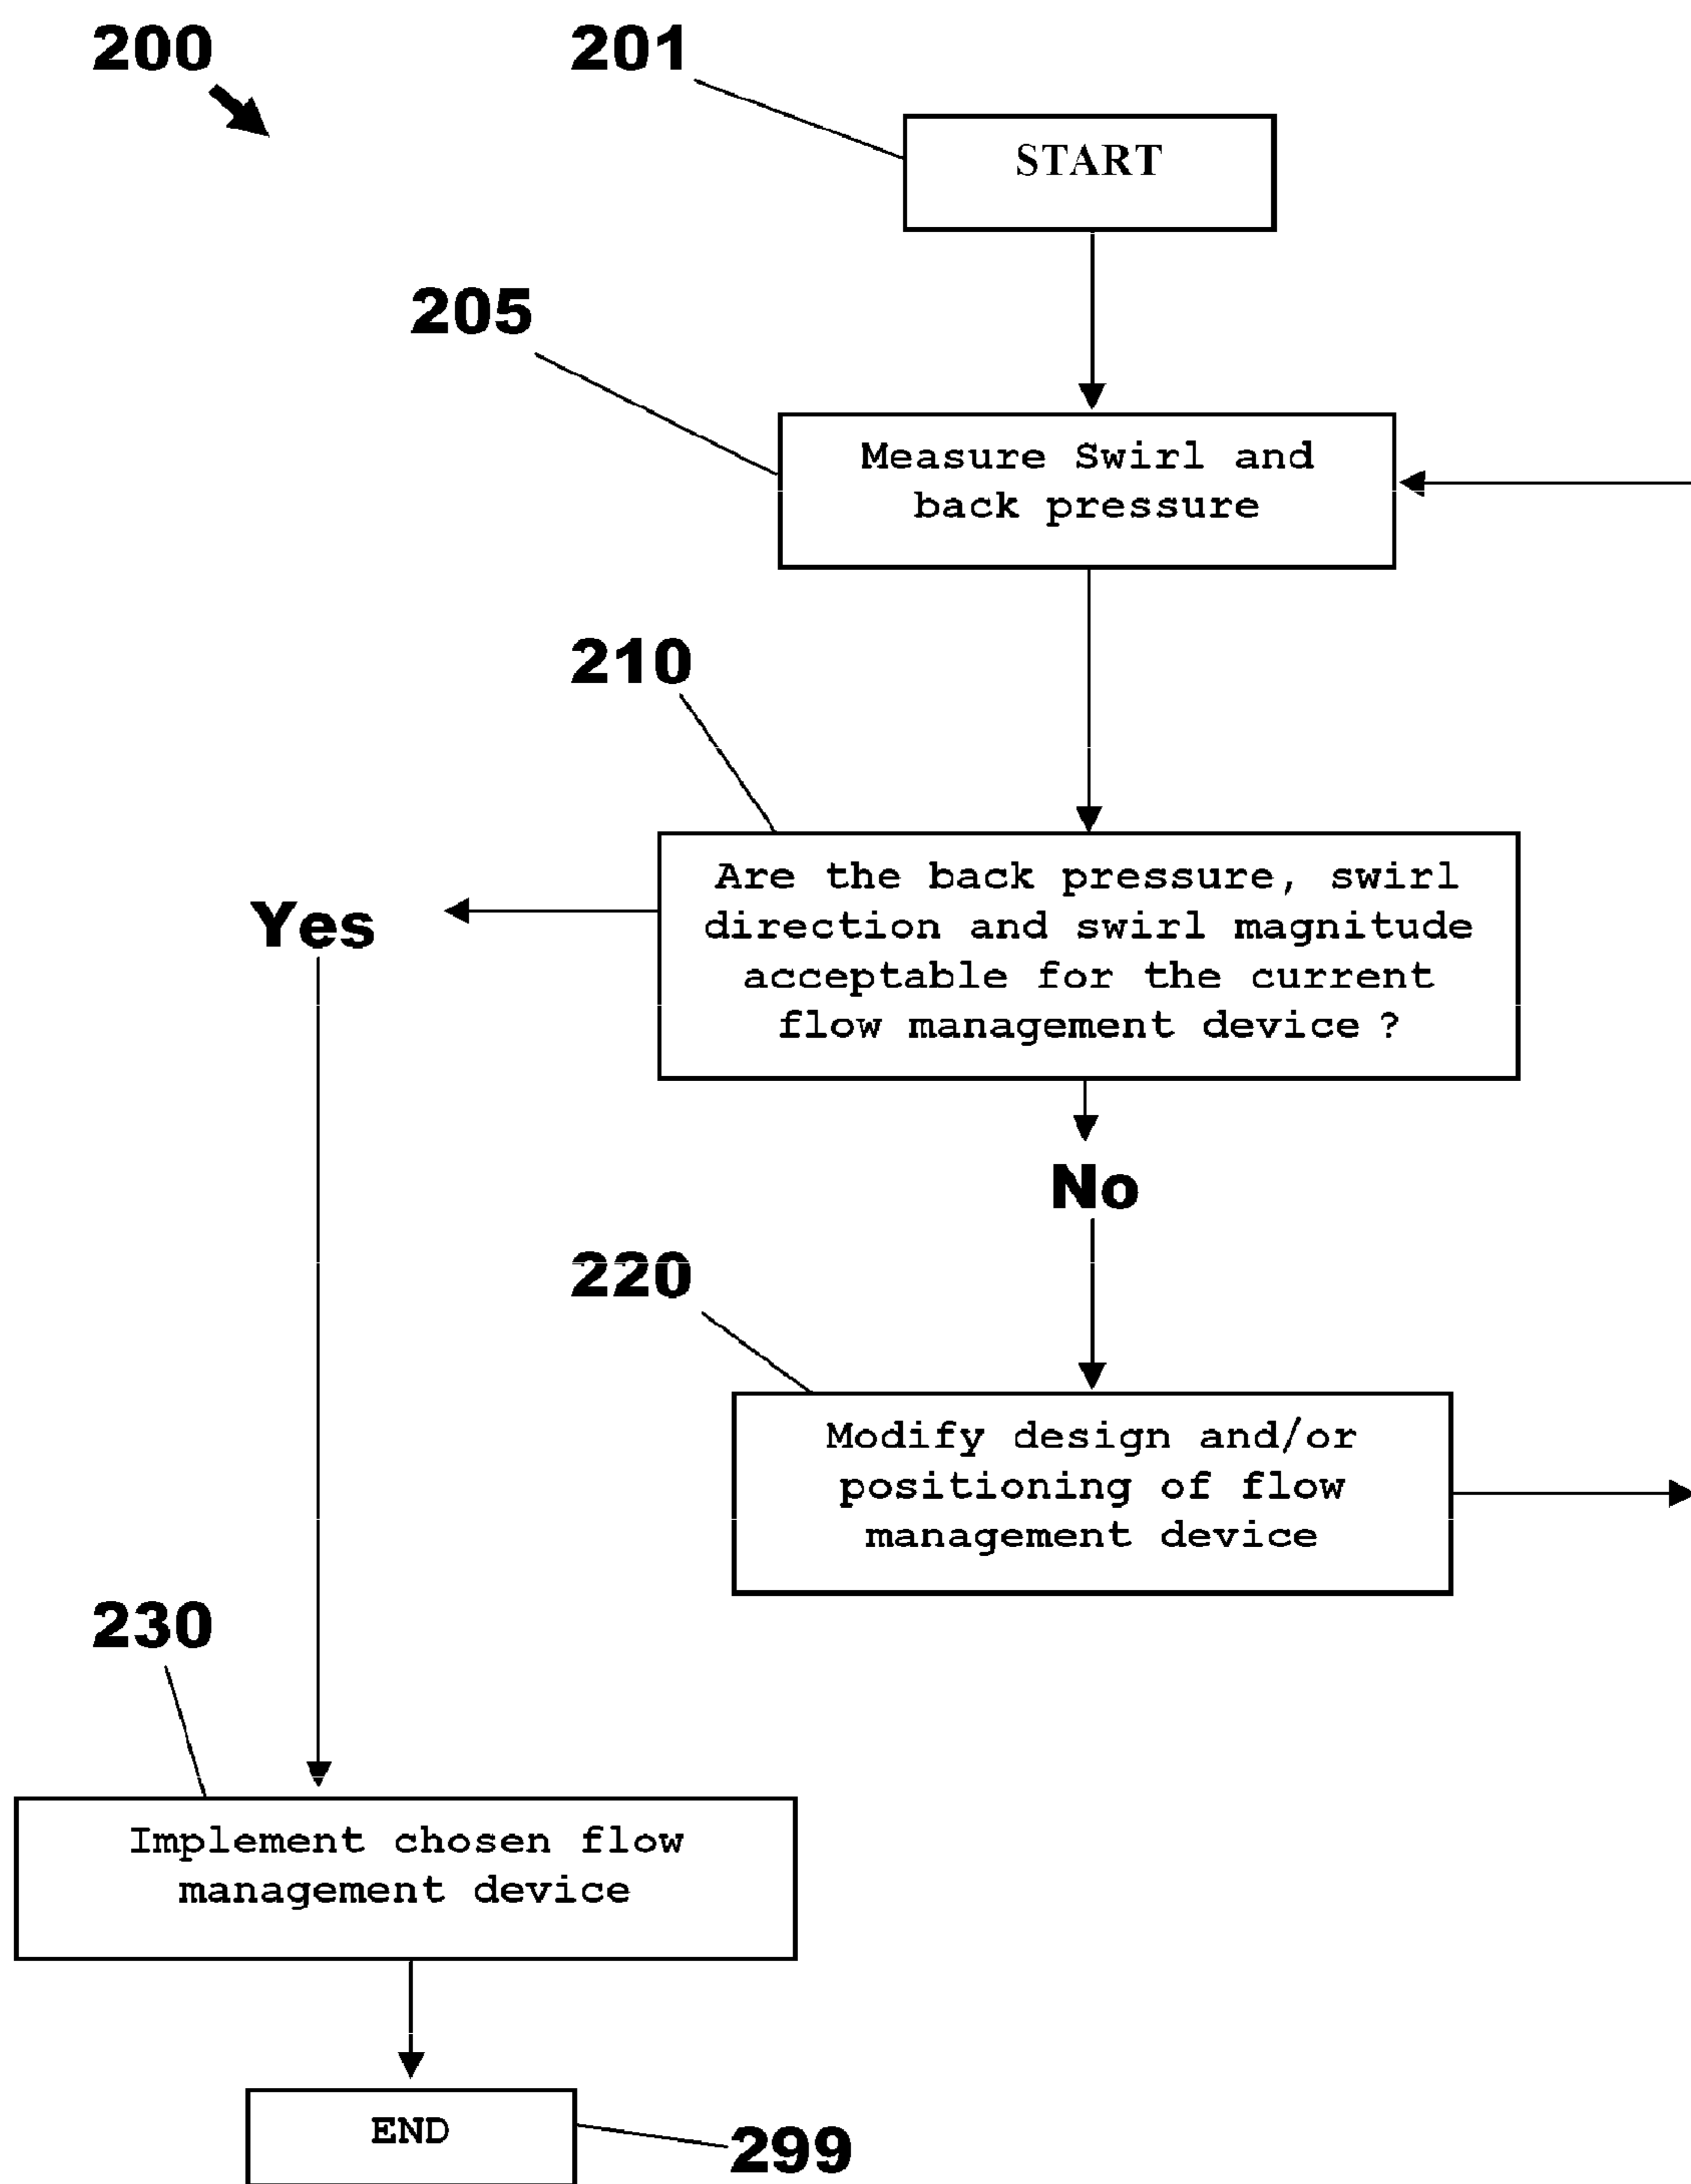 200
201
START
205
Measure Swirl and
back pressure
210
Are the back pressure, swirl
direction and swirl magnitude
acceptable for the current
flow management device ?
Yes
No
220
Modify design and/or
positioning of flow
management device
230
Implement chosen flow
management device
END
299